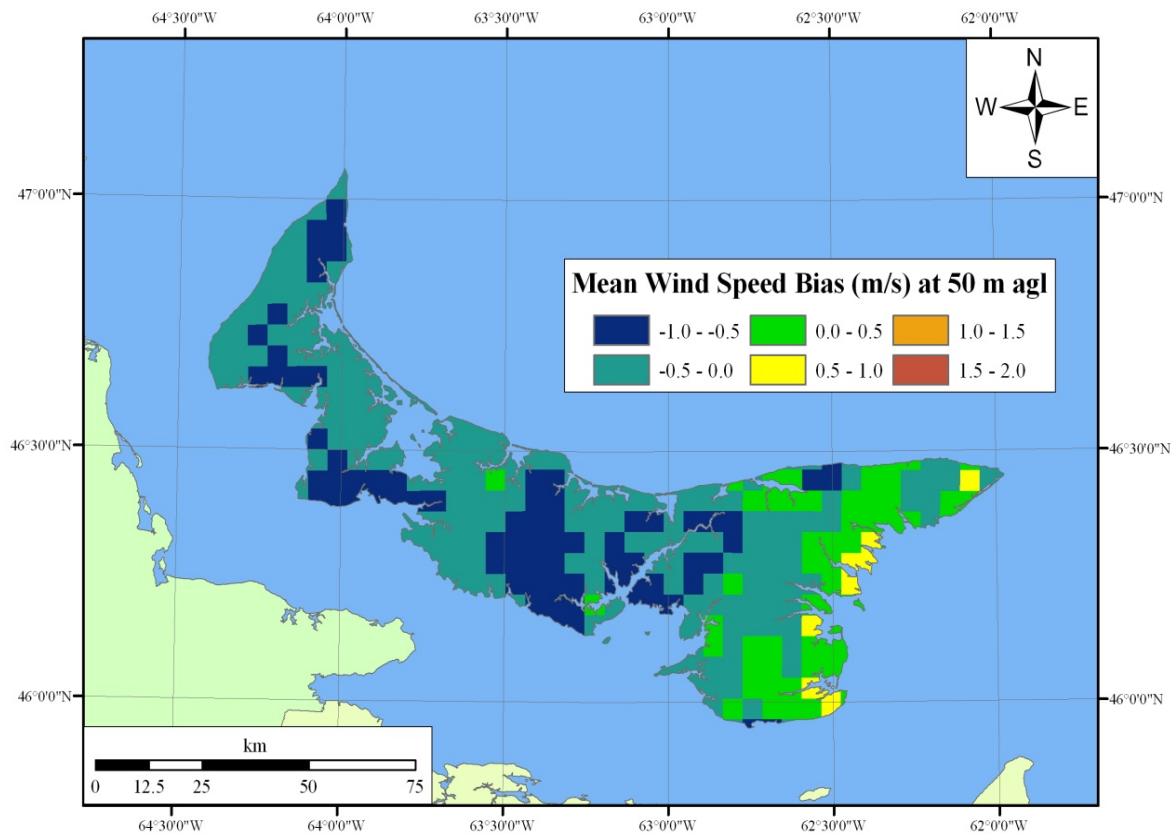 64°30'0"W 64°0'0"W 63°30'0"W 63°0'0"W 62°30'0"W 62°0'0"W
N
W E
S
47°0'0"N 47°0'0"N
Mean Wind Speed Bias (m/s) at 50 m agl
-1.0 - -0.5 0.0 - 0.5 1.0 - 1.5
-0.5 - 0.0 0.5 - 1.0 1.5 - 2.0
46°30'0"N 46°30'0"N
46°0'0"N 46°0'0"N
km
0 12.5 25 50 75
64°30'0"W 64°0'0"W 63°30'0"W 63°0'0"W 62°30'0"W 62°0'0"W